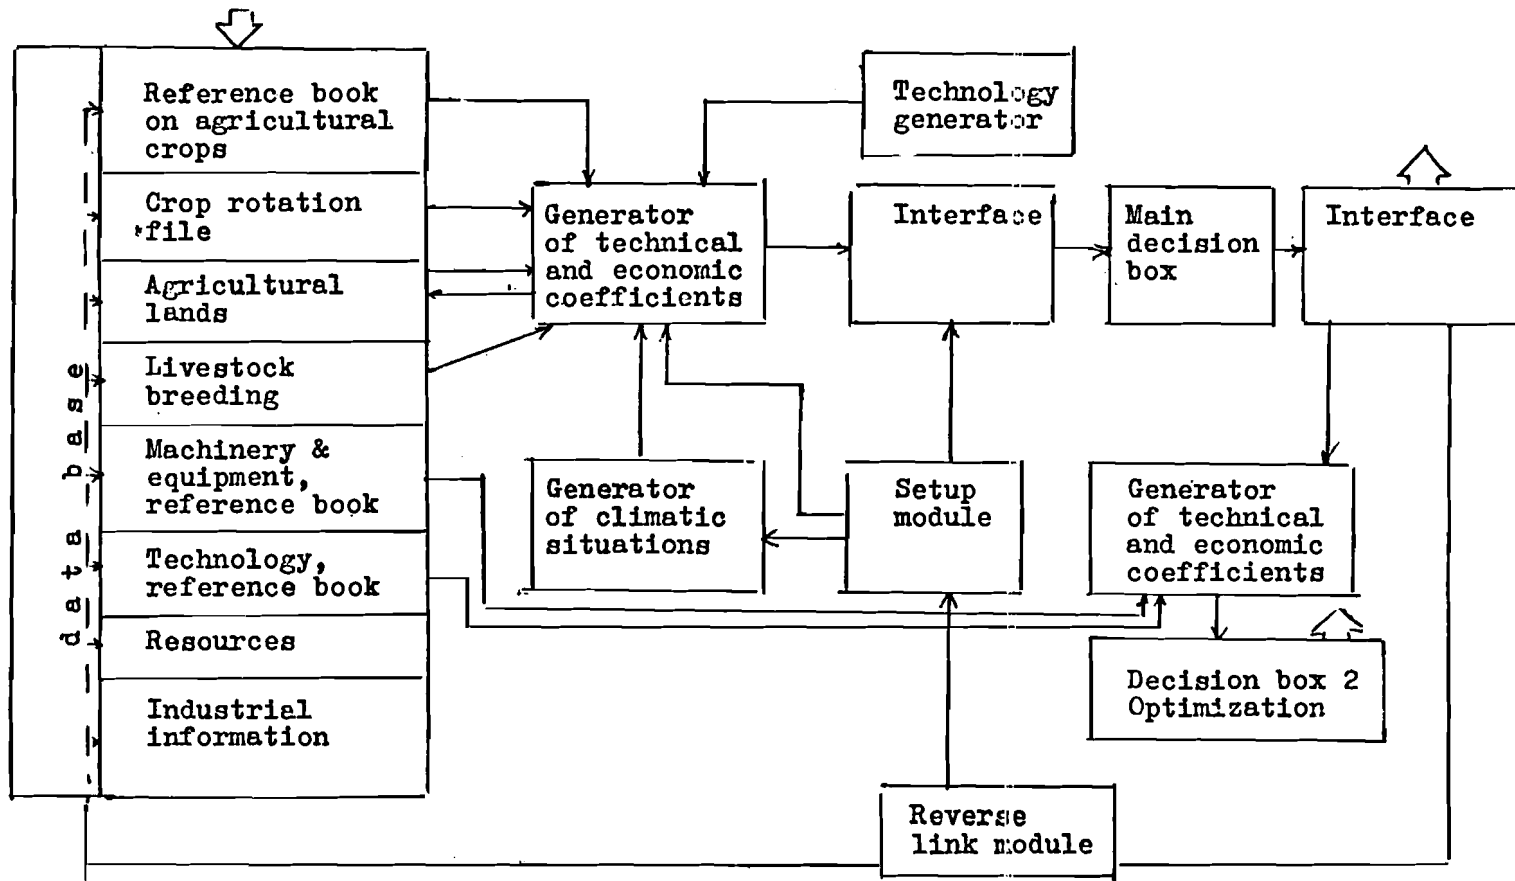 data base
Reference book
on agricultural
crops
Crop rotation
file
Agricultural
lands
Livestock
breeding
Machinery &
equipment,
reference book
Technology,
reference book
Resources
Industrial
information
Technology
generator
Generator
of technical
and economic
coefficients
Interface
Main
decision
box
Interface
Generator
of climatic
situations
Setup
module
Generator
of technical
and economic
coefficients
Decision box 2
Optimization
Reverse
link module